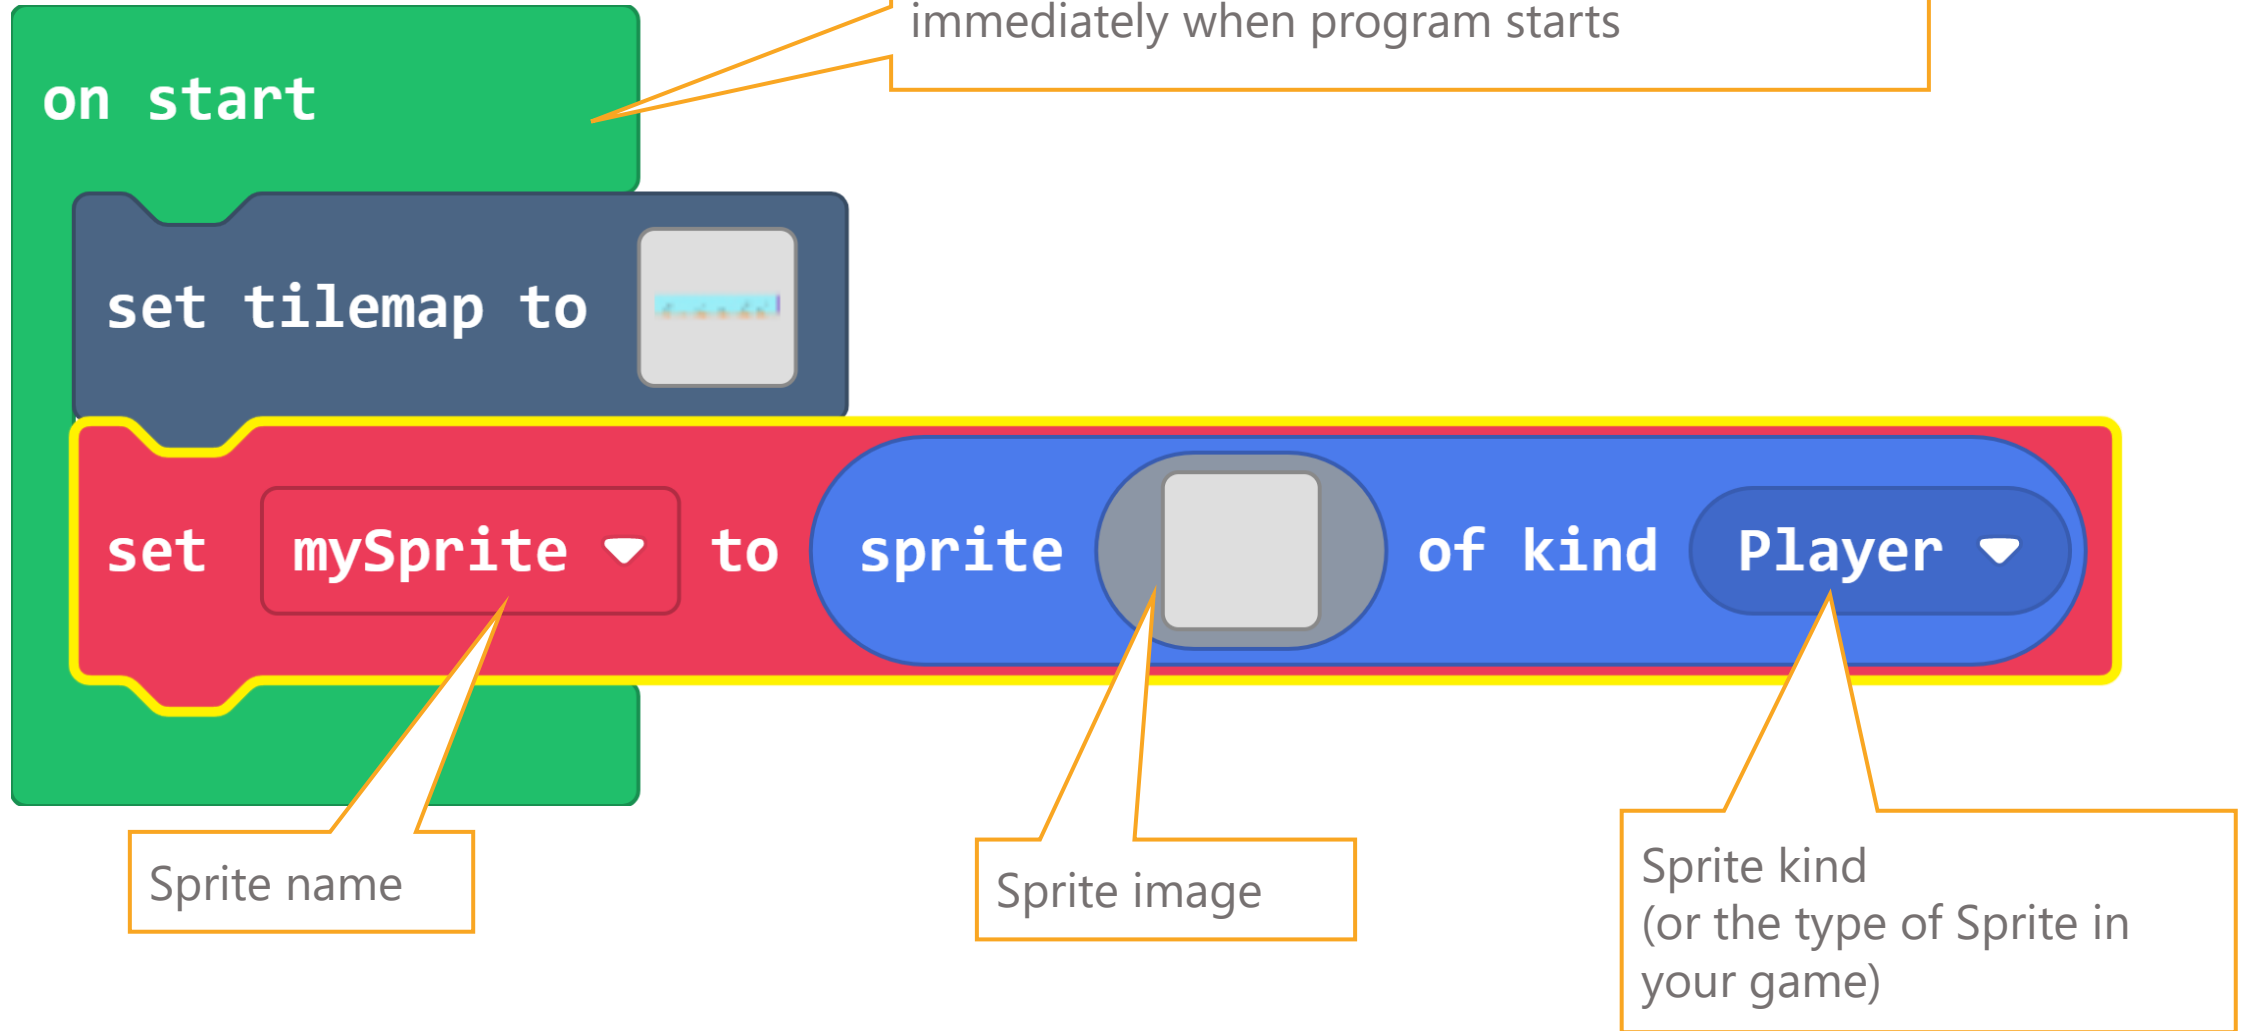 immediately when program starts
on start
set tilemap to
set mySprite to sprite of kind Player
Sprite name
Sprite image
Sprite kind
(or the type of Sprite in
your game)